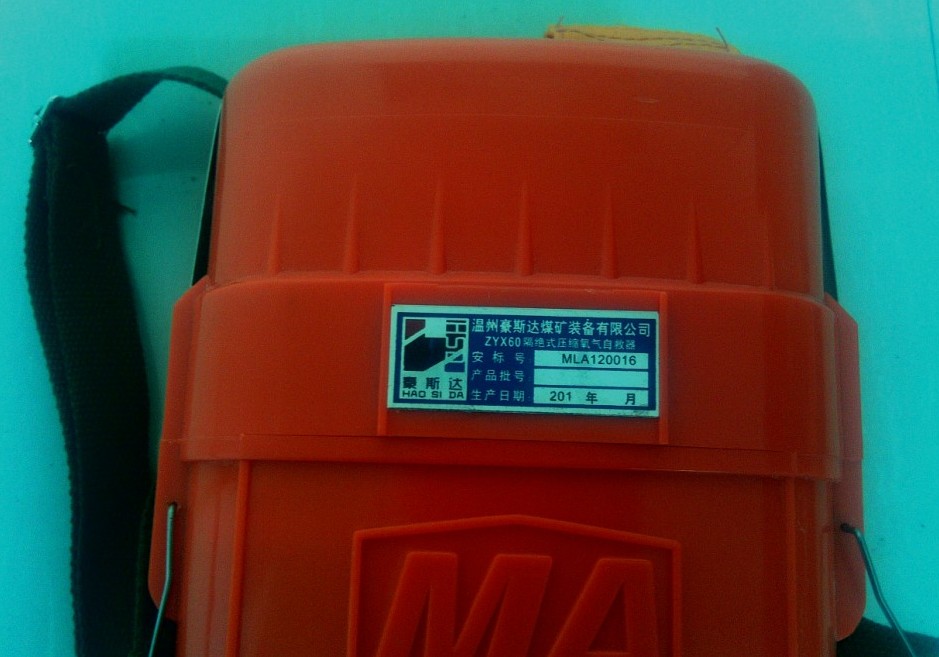 温州豪斯达煤矿装备有限公司
ZYX60隔绝式压缩氧气自救器
安标号 MLA120016
产品批号
生产日期 201 年 月
HSD
豪斯达
HAO SI DA
MA